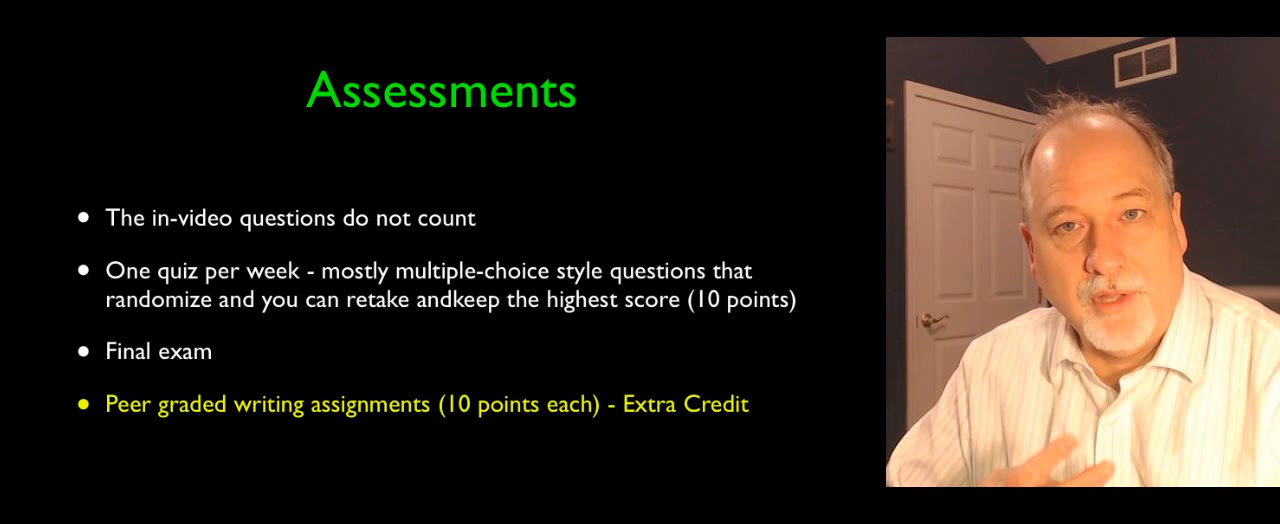 Assessments
• The in-video questions do not count
• One quiz per week - mostly multiple-choice style questions that
randomize and you can retake andkeep the highest score (10 points)
• Final exam
• Peer graded writing assignments (10 points each) - Extra Credit